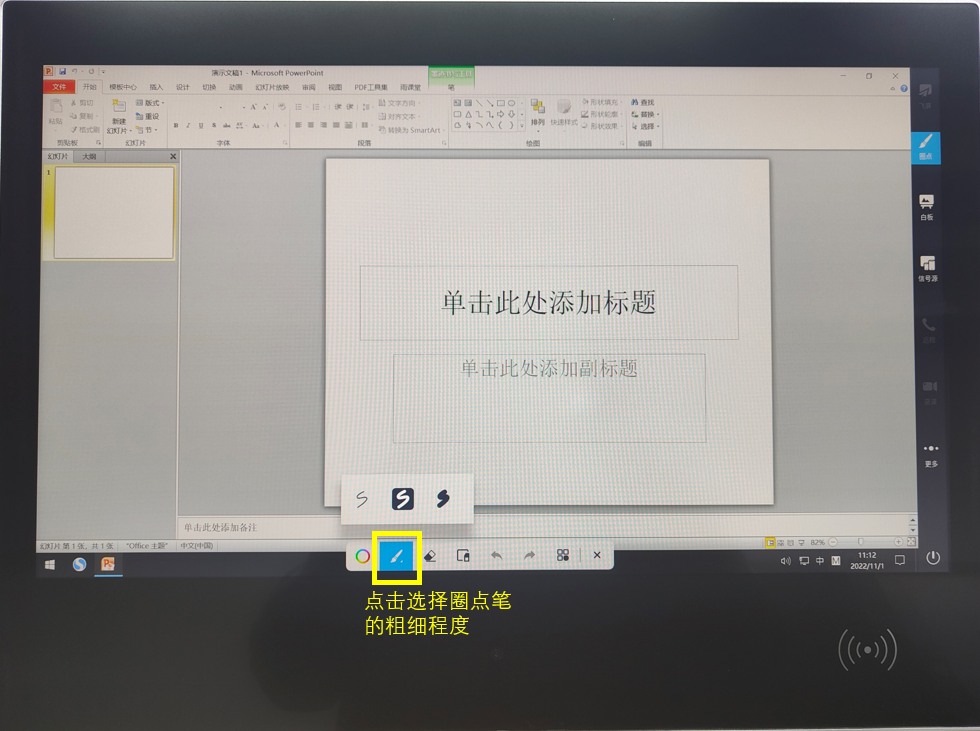 演示文稿1 - Microsoft PowerPoint
文件 开始 模板中心 插入 设计 切换 动画 幻灯片放映 审阅 视图 PDF工具集 雨课堂 笔
剪切 版式 文字方向 形状填充 查找
粘贴 复制 新建 重设 对齐文本 排列 快速样式 形状轮廓 替换
格式刷 幻灯片 节 转换为 SmartArt 形状效果 选择
剪贴板 幻灯片 字体 段落 绘图 编辑
幻灯片 大纲
1
圈点
白板
信号源
更多
单击此处添加标题
单击此处添加副标题
单击此处添加备注
幻灯片 第 1 张，共 1 张 "Office 主题" 中文(中国) 82%
中 M 11:12
2022/11/1
点击选择圈点笔
的粗细程度